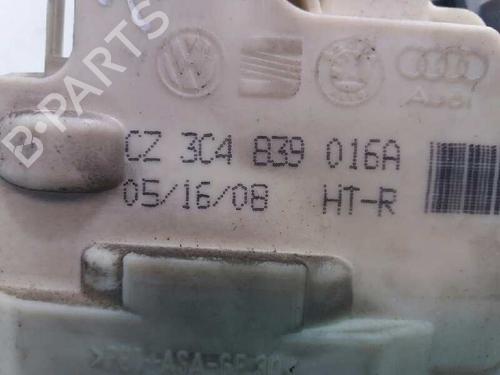 B-PARTS
Audi
CZ 3C4 839 016A
05/16/08 HT-R